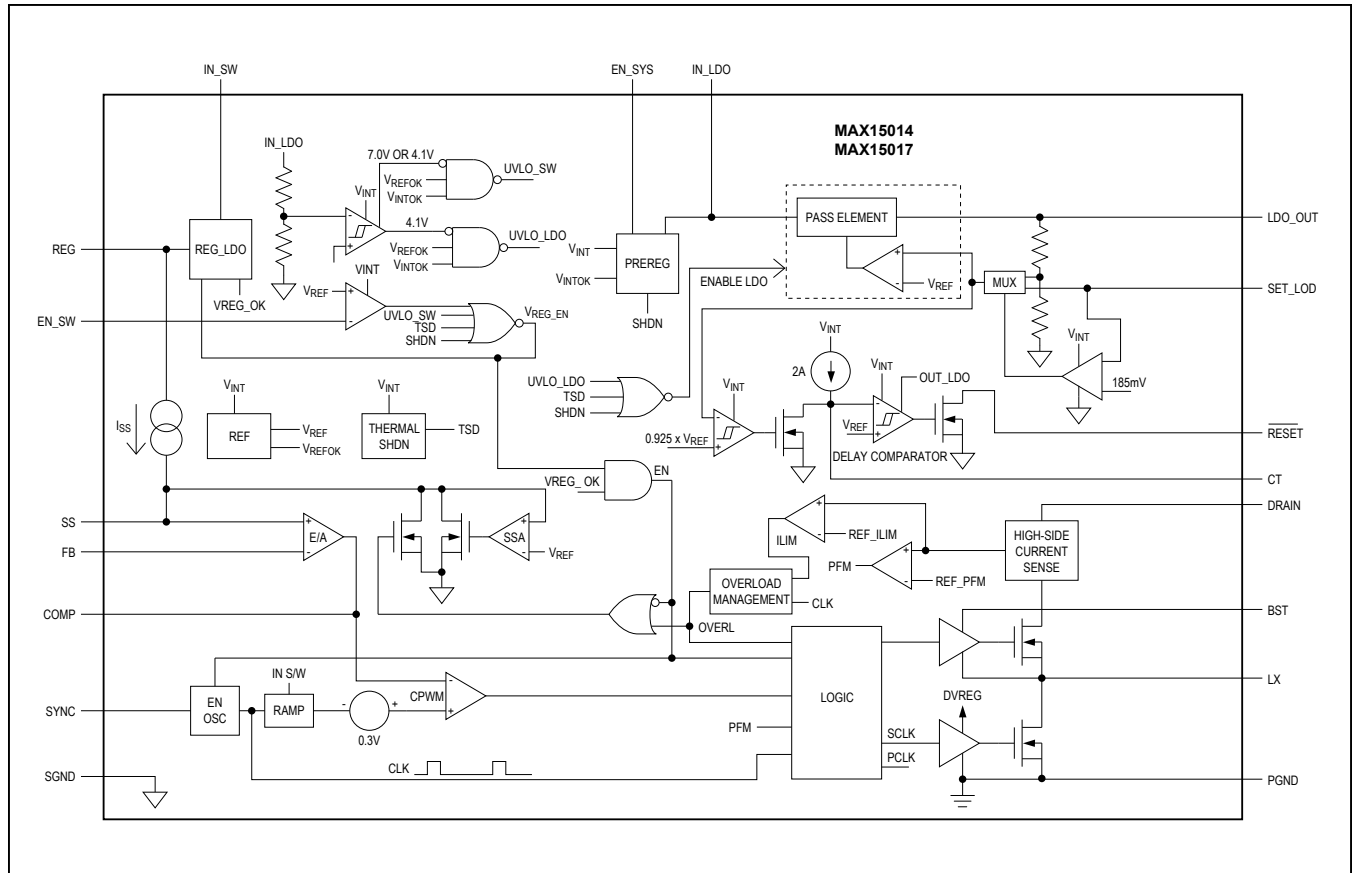 IN_SW
EN_SYS
IN_LDO
MAX15014
MAX15017
IN_LDO
7.0V OR 4.1V
UVLO_SW
VREFOK
VINTOK
VINT
-
+
4.1V
UVLO_LDO
VREFOK
VINTOK
REG
REG_LDO
VREG_OK
VINT
PREREG
VINTOK
SHDN
ENABLE LDO
PASS ELEMENT
+
-
VREF
LDO_OUT
MUX
SET_LOD
VINT
185mV
EN_SW
VREF
+
-
VINT
UVLO_SW
TSD
SHDN
VREG_EN
UVLO_LDO
TSD
SHDN
VINT
-
+
0.925 x VREF
VINT
2A
VINT
OUT_LDO
-
+
VREF
DELAY COMPARATOR
RESET
CT
ISS
VINT
REF
VREF
VREFOK
VINT
THERMAL
SHDN
TSD
VREG_ OK
EN
SS
FB
+
-
E/A
SSA
+
-
VREF
ILIM
+
-
REF_ILIM
PFM
+
-
REF_PFM
HIGH-SIDE
CURRENT
SENSE
DRAIN
OVERLOAD
MANAGEMENT
CLK
COMP
OVERL
BST
LX
SYNC
EN
OSC
IN S/W
RAMP
-
+
0.3V
CPWM
-
+
PFM
LOGIC
SCLK
PCLK
DVREG
CLK
SGND
PGND